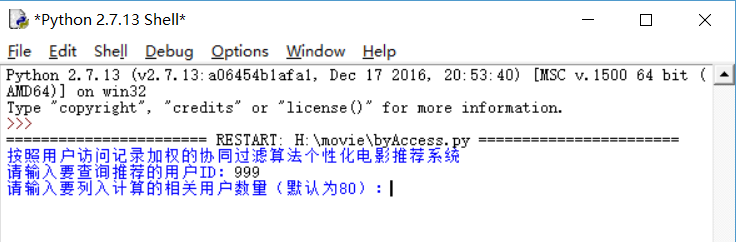 *Python 2.7.13 Shell*
File Edit Shell Debug Options Window Help
Python 2.7.13 (v2.7.13:a06454b1afa1, Dec 17 2016, 20:53:40) [MSC v.1500 64 bit (
AMD64)] on win32
Type "copyright", "credits" or "license()" for more information.
>>>
======================= RESTART: H:\movie\byAccess.py =======================
按照用户访问记录加权的协同过滤算法个性化电影推荐系统
请输入要查询推荐的用户ID: 999
请输入要列入计算的相关用户数量（默认为80）: